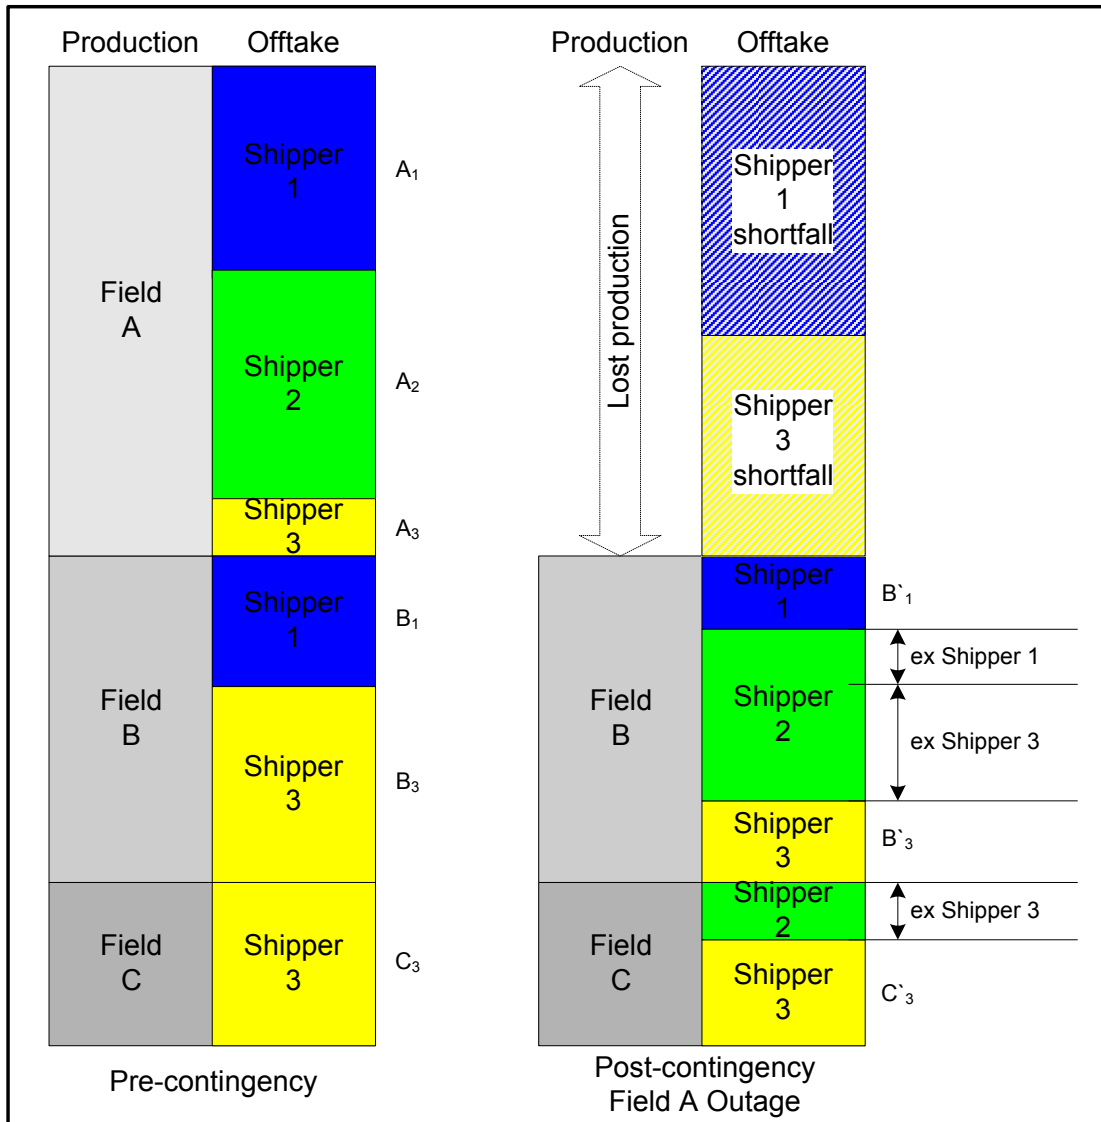 Production Offtake
Field
A
Shipper
1
A₁
Shipper
2
A₂
Shipper
3
A₃
Field
B
Shipper
1
B₁
Shipper
3
B₃
Field
C
Shipper
3
C₃
Pre-contingency
Production Offtake
Lost production
Shipper
1
shortfall
Shipper
3
shortfall
Field
B
Shipper
1
B`₁
ex Shipper 1
Shipper
2
ex Shipper 3
Shipper
3
B`₃
Field
C
Shipper
2
ex Shipper 3
Shipper
3
C`₃
Post-contingency
Field A Outage